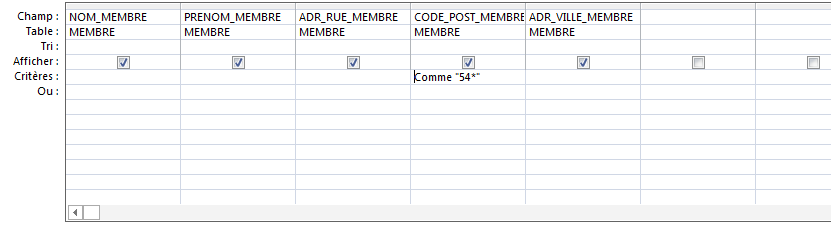 Champ : NOM_MEMBRE PRENOM_MEMBRE ADR_RUE_MEMBRE CODE_POST_MEMBRE ADR_VILLE_MEMBRE
Table : MEMBRE MEMBRE MEMBRE MEMBRE MEMBRE
Tri :
Afficher :
Critères : Comme "54*"
Ou :